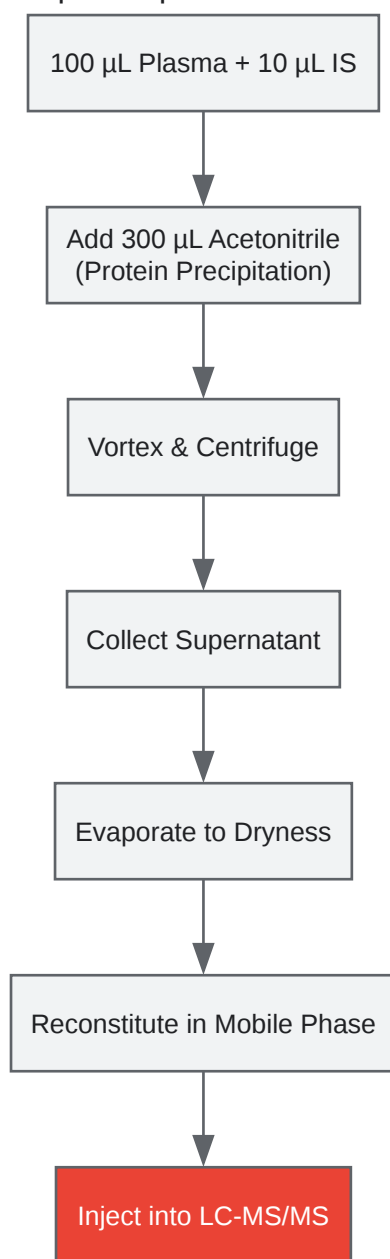 100 µL Plasma + 10 µL IS
Add 300 µL Acetonitrile
(Protein Precipitation)
Vortex & Centrifuge
Collect Supernatant
Evaporate to Dryness
Reconstitute in Mobile Phase
Inject into LC-MS/MS